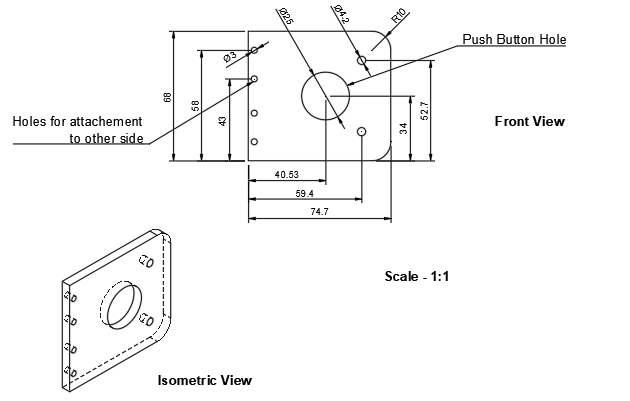 Ø25
Ø4.2
R10
Push Button Hole
Ø3
68
58
43
Holes for attachement
to other side
34
52.7
Front View
40.53
59.4
74.7
Scale - 1:1
Isometric View